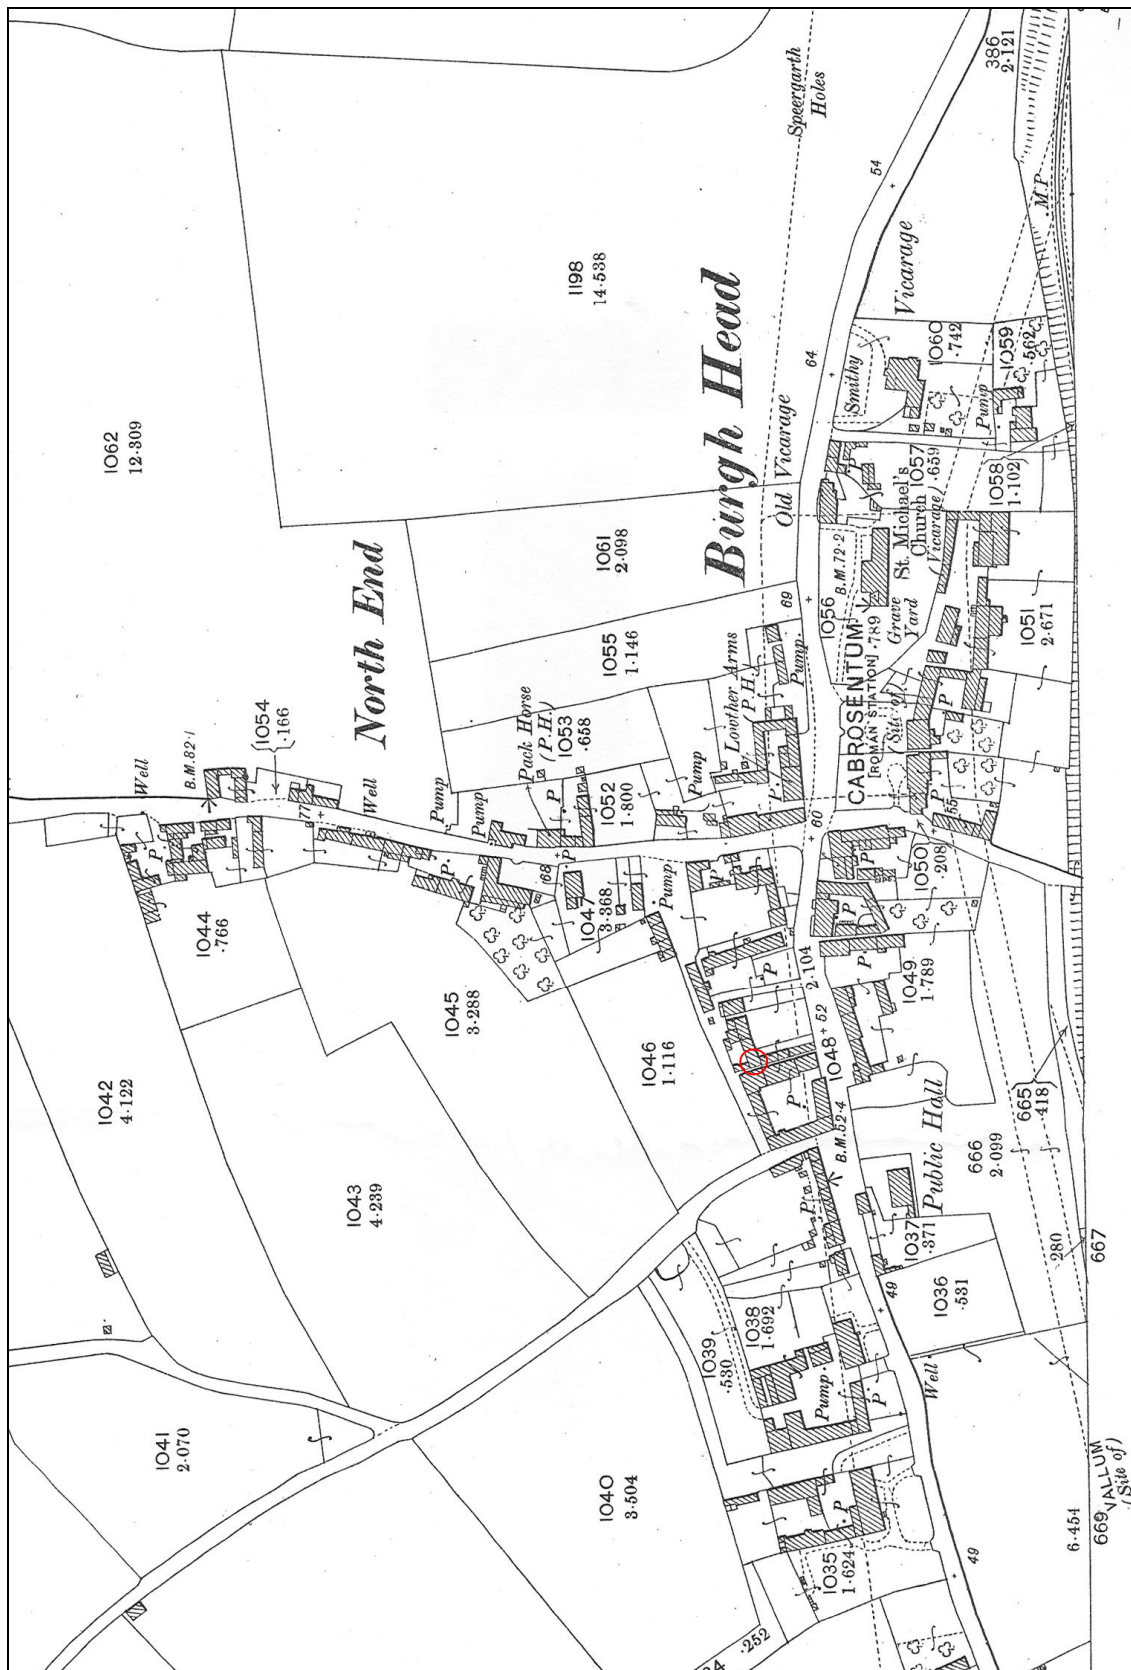 386
2·121
Speergarth
Holes
54
M.P.
Vicarage
1198
14·538
Burgh Head
1062
12·309
64
Smithy
1060
·742
1059
·562
Pump
Old Vicarage
P
1057
·659
1058
1·102
St. Michael's
Church
(Vicarage)
1061
2·098
B.M.72·2
1056
·789
Grave
Yard
69
1051
2·671
1055
1·146
Lowther Arms
(P.H.)
Pump
CABROSENTUM
[ROMAN STATION]
(Site of)
North End
Pack Horse
(P.H.)
1053
·658
1054
·166
Well
B.M.82·1
77
Well
Pump
Pump
1052
1·800
Pump
P
P
P
P
55
60
P
P
P
68
1050
·208
1047
3·368
Pump
P
P
P
1044
·766
1045
3·288
P
2·104
P
1049
1·789
52
1046
1·116
1048
P
B.M.52·4
Public Hall
665
·418
666
2·099
1042
4·122
1043
4·239
P
1037
·371
280
667
1036
·531
49
1038
1·692
1039
·530
Pump
P
Well
1041
2·070
1040
3·504
P
1035
1·624
49
6·454
669
VALLUM
(Site of)
·252